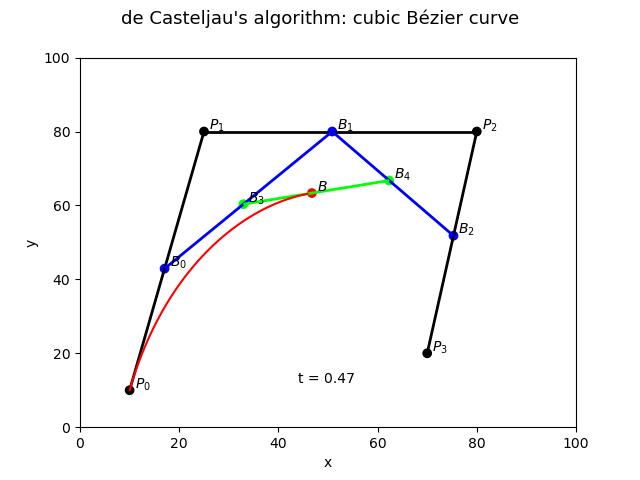 de Casteljau's algorithm: cubic Bézier curve
100
80
60
40
20
0
y
P₁
B₁
P₂
B₄
B
B₃
B₂
B₀
P₃
t = 0.47
P₀
0 20 40 60 80 100
x